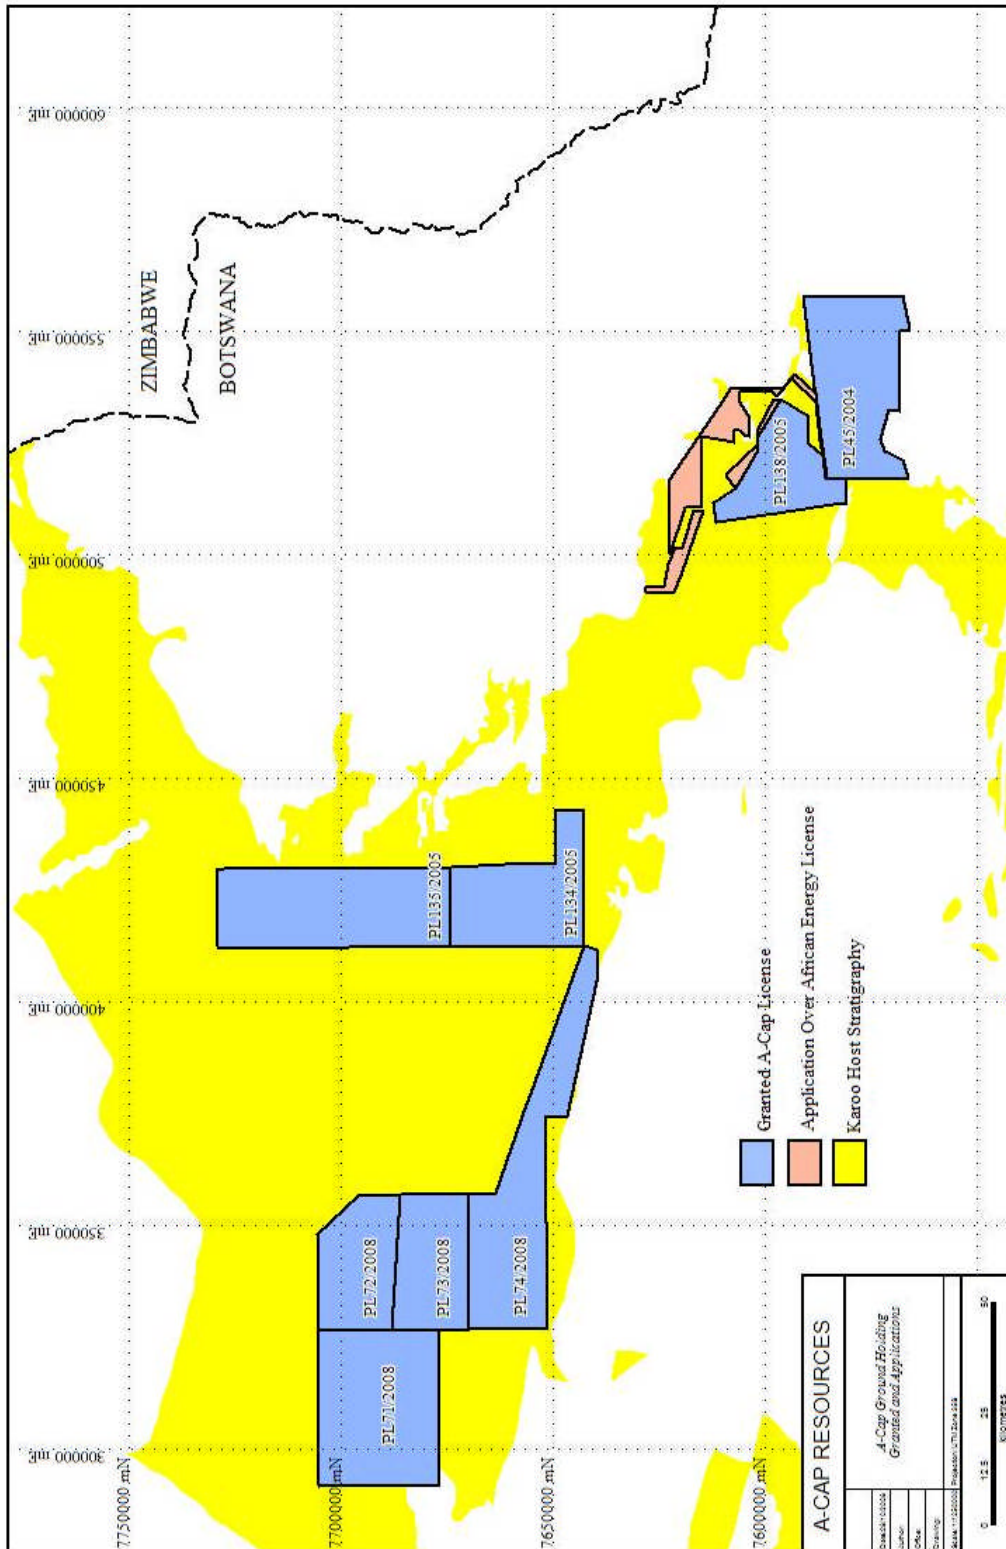 600000 mE
550000 mE
500000 mE
450000 mE
400000 mE
350000 mE
300000 mE
7750000 mN
7700000 mN
7650000 mN
7600000 mN
ZIMBABWE
BOTSWANA
PL71/2008
PL72/2008
PL73/2008
PL74/2008
PL135/2005
PL134/2005
PL138/2005
PL45/2004
Granted A-Cap License
Application Over African Energy License
Karoo Host Stratigraphy
A-CAP RESOURCES
A-Cap Ground Holding
Granted and Applications
Author:
Office:
Drawing:
0 12.5 25 50
kilometres